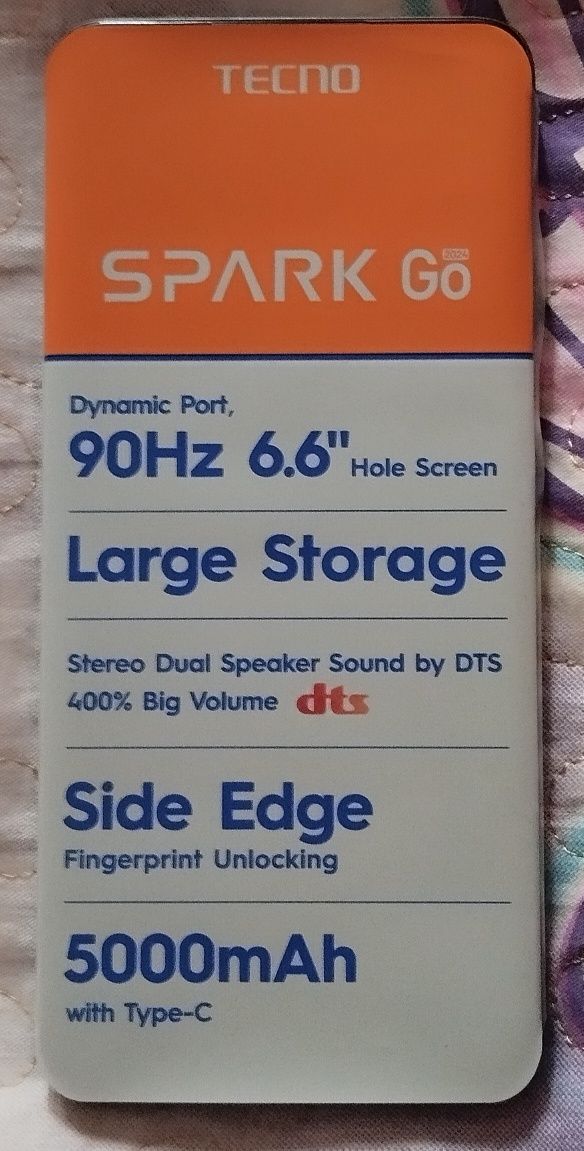 TECNO
SPARK Go 2024
Dynamic Port,
90Hz 6.6" Hole Screen
Large Storage
Stereo Dual Speaker Sound by DTS
400% Big Volume dts
Side Edge
Fingerprint Unlocking
5000mAh
with Type-C